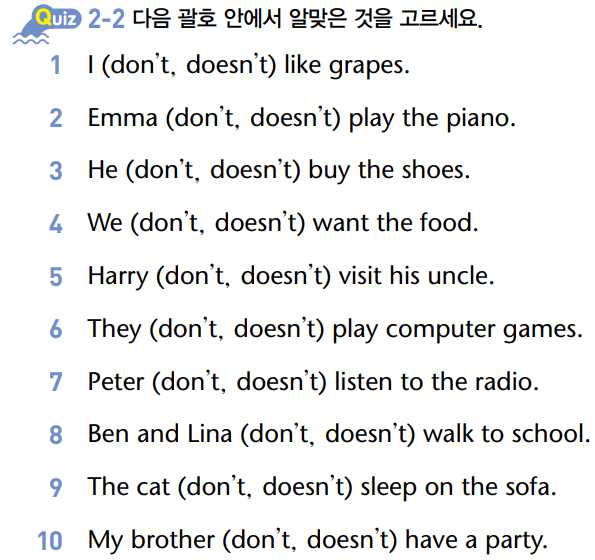 Quiz 2-2 다음 괄호 안에서 알맞은 것을 고르세요.
1 I (don't, doesn't) like grapes.
2 Emma (don't, doesn't) play the piano.
3 He (don't, doesn't) buy the shoes.
4 We (don't, doesn't) want the food.
5 Harry (don't, doesn't) visit his uncle.
6 They (don't, doesn't) play computer games.
7 Peter (don't, doesn't) listen to the radio.
8 Ben and Lina (don't, doesn't) walk to school.
9 The cat (don't, doesn't) sleep on the sofa.
10 My brother (don't, doesn't) have a party.